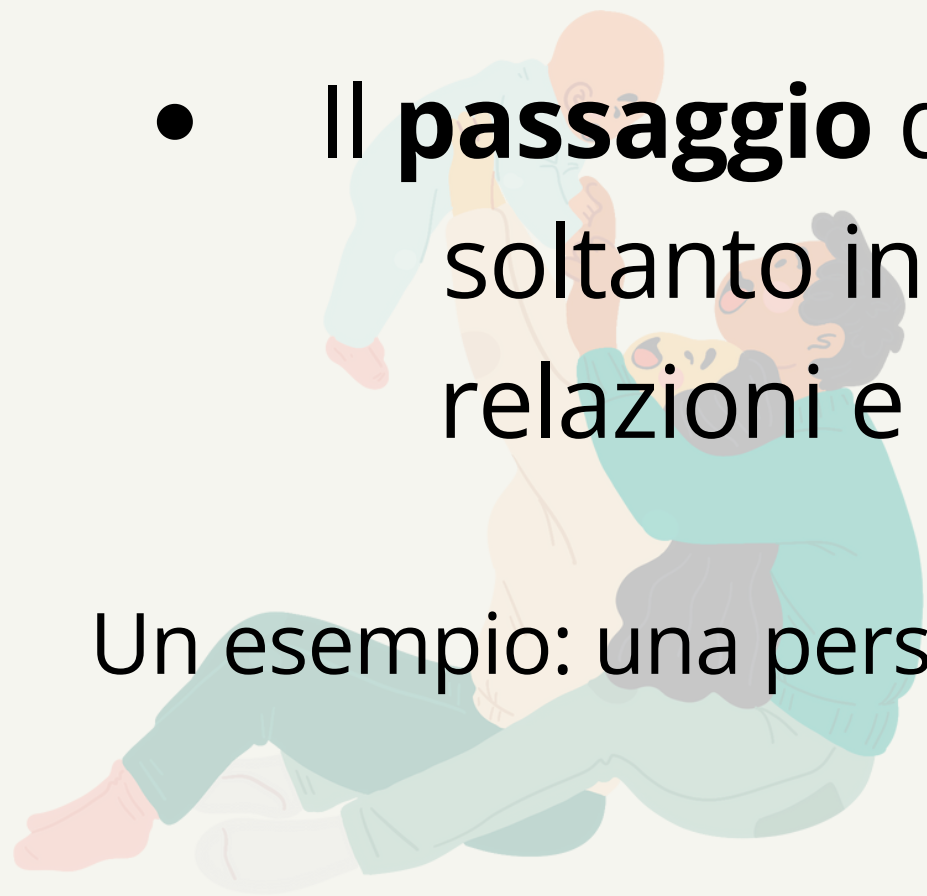 • Il passaggio
soltanto in
relazioni e
Un esempio: una pers